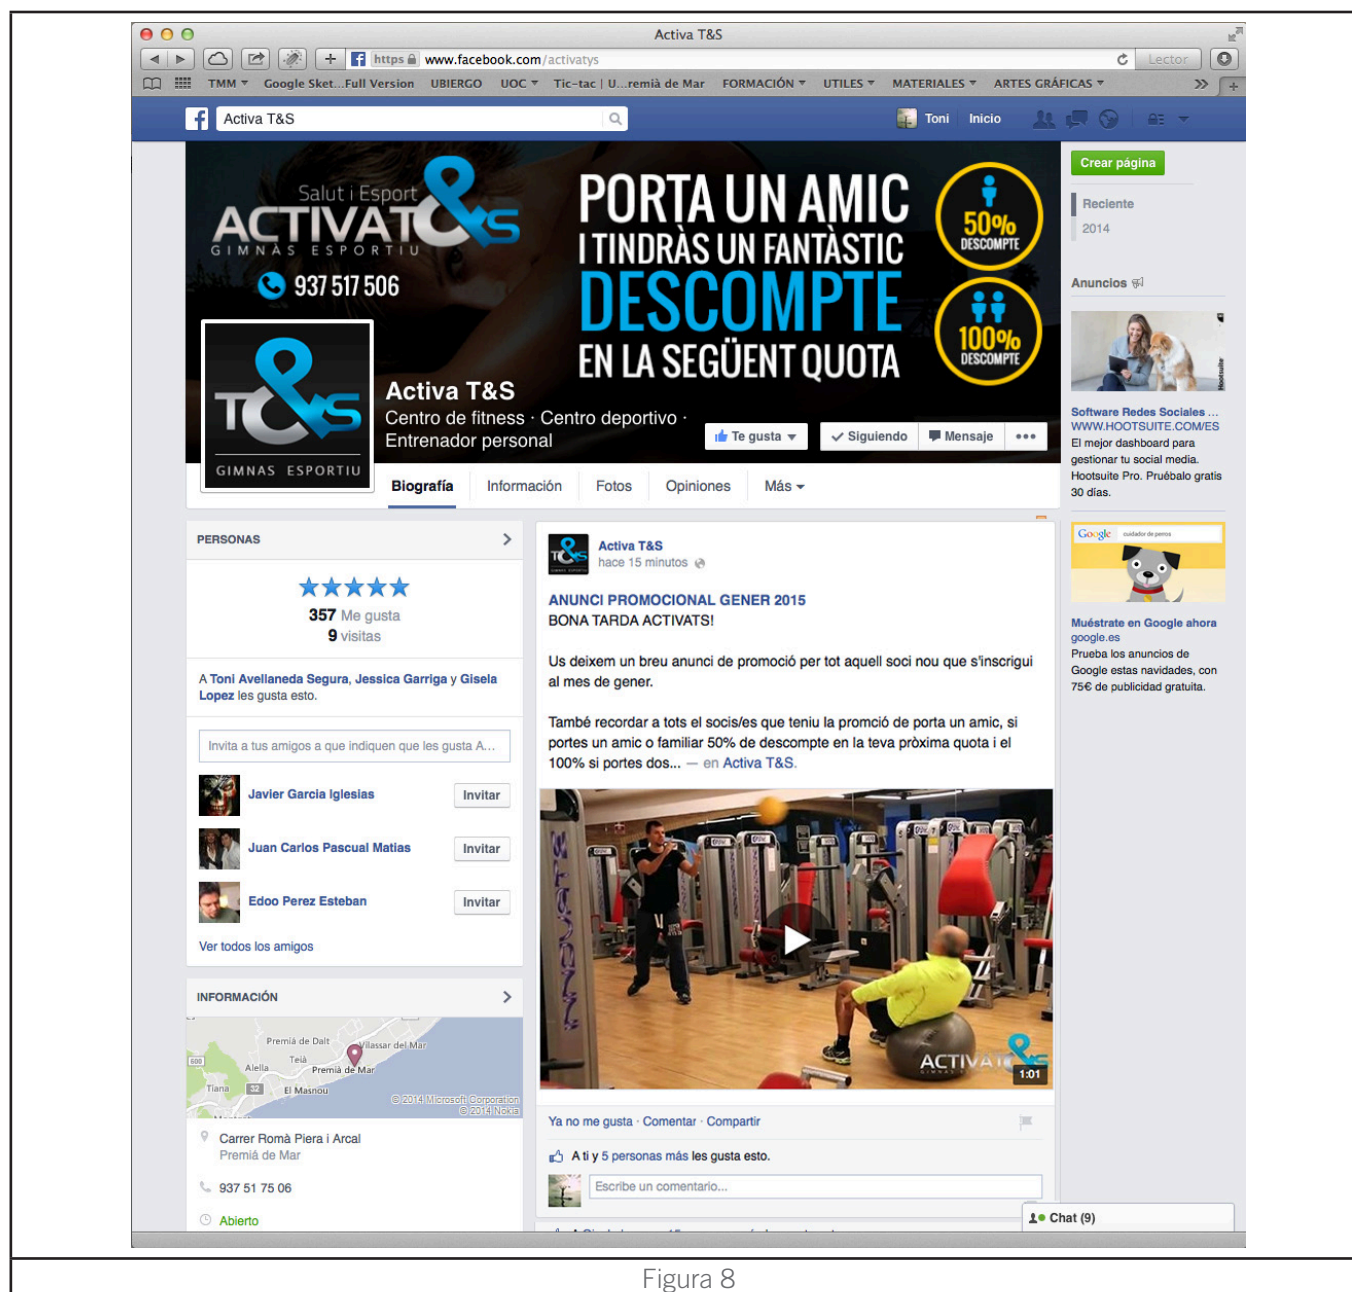 Activa T&S
https www.facebook.com/activatys
Lector
TMM Google Sket...Full Version UBIERGO UOC Tic-tac | U...remià de Mar FORMACIÓN UTILES MATERIALES ARTES GRÁFICAS
Activa T&S
Toni Inicio
Salut i Esport
ACTIVAT&S
GIMNÀS ESPORTIU
937 517 506
PORTA UN AMIC
I TINDRÀS UN FANTÀSTIC
DESCOMPTE
EN LA SEGÜENT QUOTA
50%
DESCOMPTE
100%
DESCOMPTE
T&S
GIMNAS ESPORTIU
Activa T&S
Centro de fitness · Centro deportivo ·
Entrenador personal
Te gusta
Siguiendo
Mensaje
Biografía Información Fotos Opiniones Más
Crear página
Reciente
2014
Anuncios
Hootsuite
Software Redes Sociales ...
WWW.HOOTSUITE.COM/ES
El mejor dashboard para
gestionar tu social media.
Hootsuite Pro. Pruébalo gratis
30 días.
Google cuidador de perros
Muéstrate en Google ahora
google.es
Prueba los anuncios de
Google estas navidades, con
75€ de publicidad gratuita.
PERSONAS
357 Me gusta
9 visitas
A Toni Avellaneda Segura, Jessica Garriga y Gisela
Lopez les gusta esto.
Invita a tus amigos a que indiquen que les gusta A...
Javier Garcia Iglesias Invitar
Juan Carlos Pascual Matias Invitar
Edoo Perez Esteban Invitar
Ver todos los amigos
INFORMACIÓN
Premià de Dalt
Vilassar del Mar
Teià
Alella
Premià de Mar
Tiana
32
El Masnou
© 2014 Microsoft Corporation
© 2014 Nokia
Carrer Romà Piera i Arcal
Premiá de Mar
937 51 75 06
Abierto
T&S
Activa T&S
hace 15 minutos
ANUNCI PROMOCIONAL GENER 2015
BONA TARDA ACTIVATS!
Us deixem un breu anunci de promoció per tot aquell soci nou que s'inscrigui
al mes de gener.
També recordar a tots el socis/es que teniu la promció de porta un amic, si
portes un amic o familiar 50% de descompte en la teva pròxima quota i el
100% si portes dos... — en Activa T&S.
ACTIVAT&S
1:01
Ya no me gusta · Comentar · Compartir
A ti y 5 personas más les gusta esto.
Escribe un comentario...
Chat (9)
Figura 8